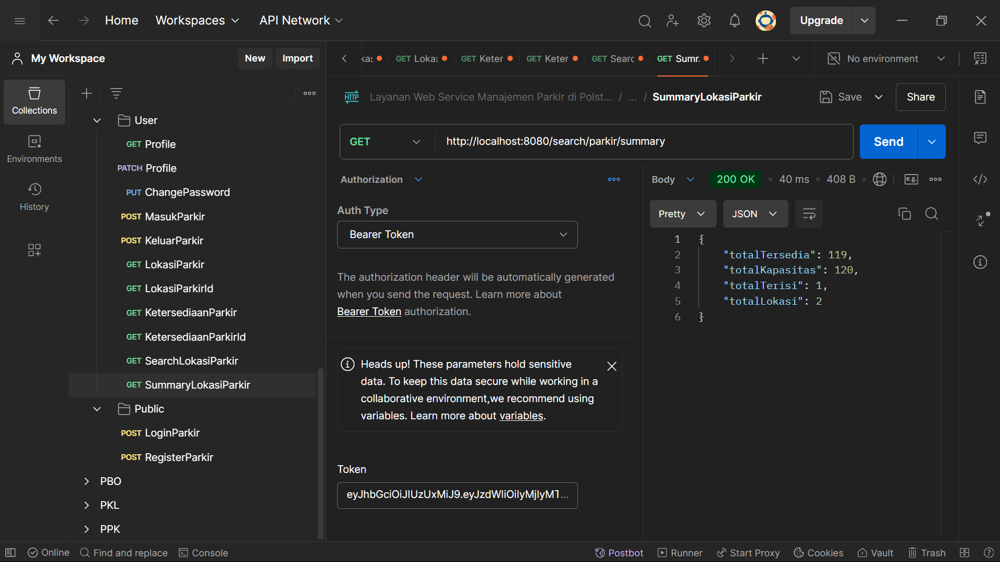 Home
Workspaces
API Network
Upgrade
My Workspace
New
Import
kas
GET Lokas
GET Keter
GET Keter
GET Searc
GET Sum
No environment
Collections
Environments
History
User
GET Profile
PATCH Profile
PUT ChangePassword
POST MasukParkir
POST KeluarParkir
GET LokasiParkir
GET LokasiParkirId
GET KetersediaanParkir
GET KetersediaanParkirId
GET SearchLokasiParkir
GET SummaryLokasiParkir
Public
POST LoginParkir
POST RegisterParkir
PBO
PKL
PPK
HTTP
Layanan Web Service Manajemen Parkir di Polst... / ... / SummaryLokasiParkir
Save
Share
GET
http://localhost:8080/search/parkir/summary
Send
Authorization
Auth Type
Bearer Token
The authorization header will be automatically generated
when you send the request. Learn more about
Bearer Token authorization.
Heads up! These parameters hold sensitive
data. To keep this data secure while working in a
collaborative environment,we recommend using
variables. Learn more about variables.
Token
eyJhbGciOiJIUzUxMiJ9.eyJzdWIiOiIyMjIyMT...
Body
200 OK
40 ms
408 B
e.g.
Pretty
JSON
1 {
2 "totalTersedia": 119,
3 "totalKapasitas": 120,
4 "totalTerisi": 1,
5 "totalLokasi": 2
6 }
Online
Find and replace
Console
Postbot
Runner
Start Proxy
Cookies
Vault
Trash